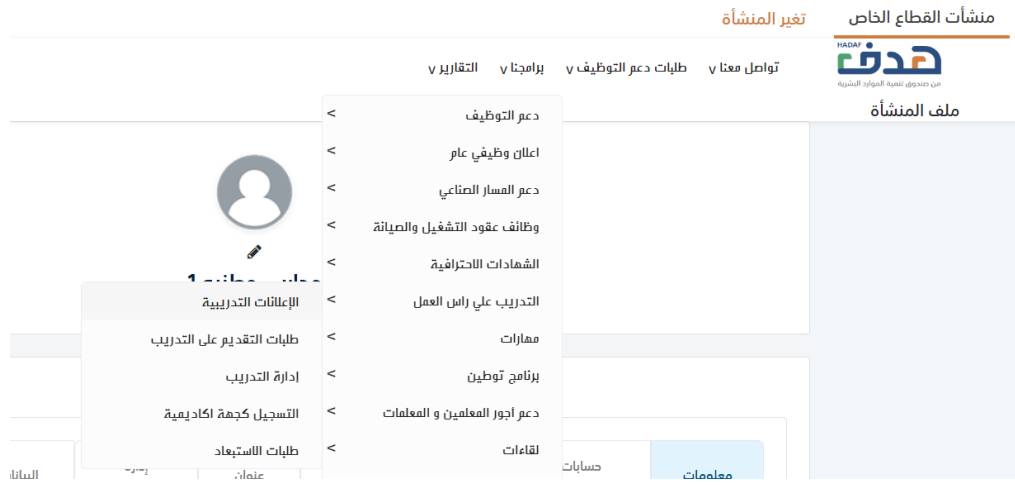 منشأت القطاع الخاص
تغير المنشأة
HADAF
هدف
من صندوق تنمية الموارد البشرية
تواصل معنا v
طلبات دعم التوظيف v
برامجنا v
التقارير v
ملف المنشأة
دعم التوظيف >
اعلان وظيفي عام >
دعم المسار الصناعي >
وظائف عقود التشغيل والصيانة >
الشهادات الاحترافية >
التدريب علي راس العمل >
مهارات >
برنامج توطين >
دعم أجور المعلمين و المعلمات >
لقاءات >
الإعلانات التدريبية
طلبات التقديم على التدريب
إدارة التدريب
التسجيل كجهة اكاديمية
طلبات الاستبعاد
معلومات
حسابات
عنوان